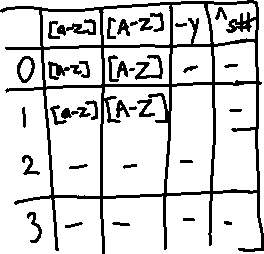 [a-z] [A-Z] -y ^s#
0 [a-z] [A-Z] - -
1 [a-z] [A-Z] -
2 - - -
3 - - - -